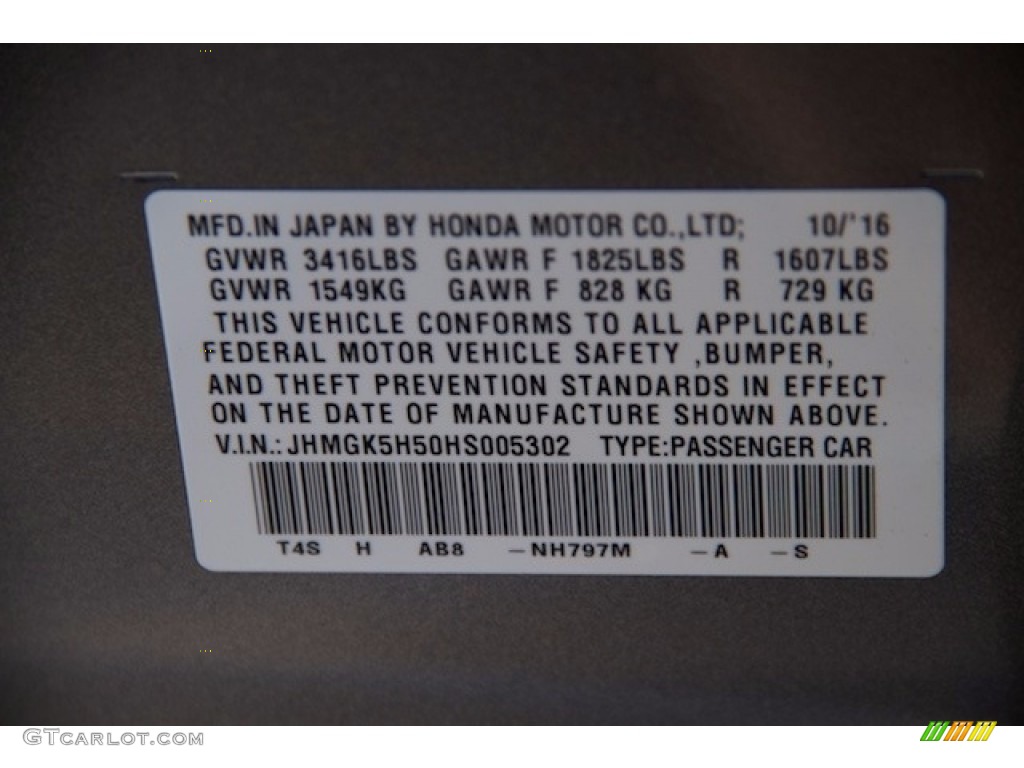 MFD.IN JAPAN BY HONDA MOTOR CO.,LTD; 10/'16
GVWR 3416LBS GAWR F 1825LBS R 1607LBS
GVWR 1549KG GAWR F 828 KG R 729 KG
THIS VEHICLE CONFORMS TO ALL APPLICABLE
FEDERAL MOTOR VEHICLE SAFETY ,BUMPER,
AND THEFT PREVENTION STANDARDS IN EFFECT
ON THE DATE OF MANUFACTURE SHOWN ABOVE.
V.I.N.: JHMGK5H50HS005302 TYPE:PASSENGER CAR
T4S H AB8 -NH797M -A -S
GTCARLOT.COM